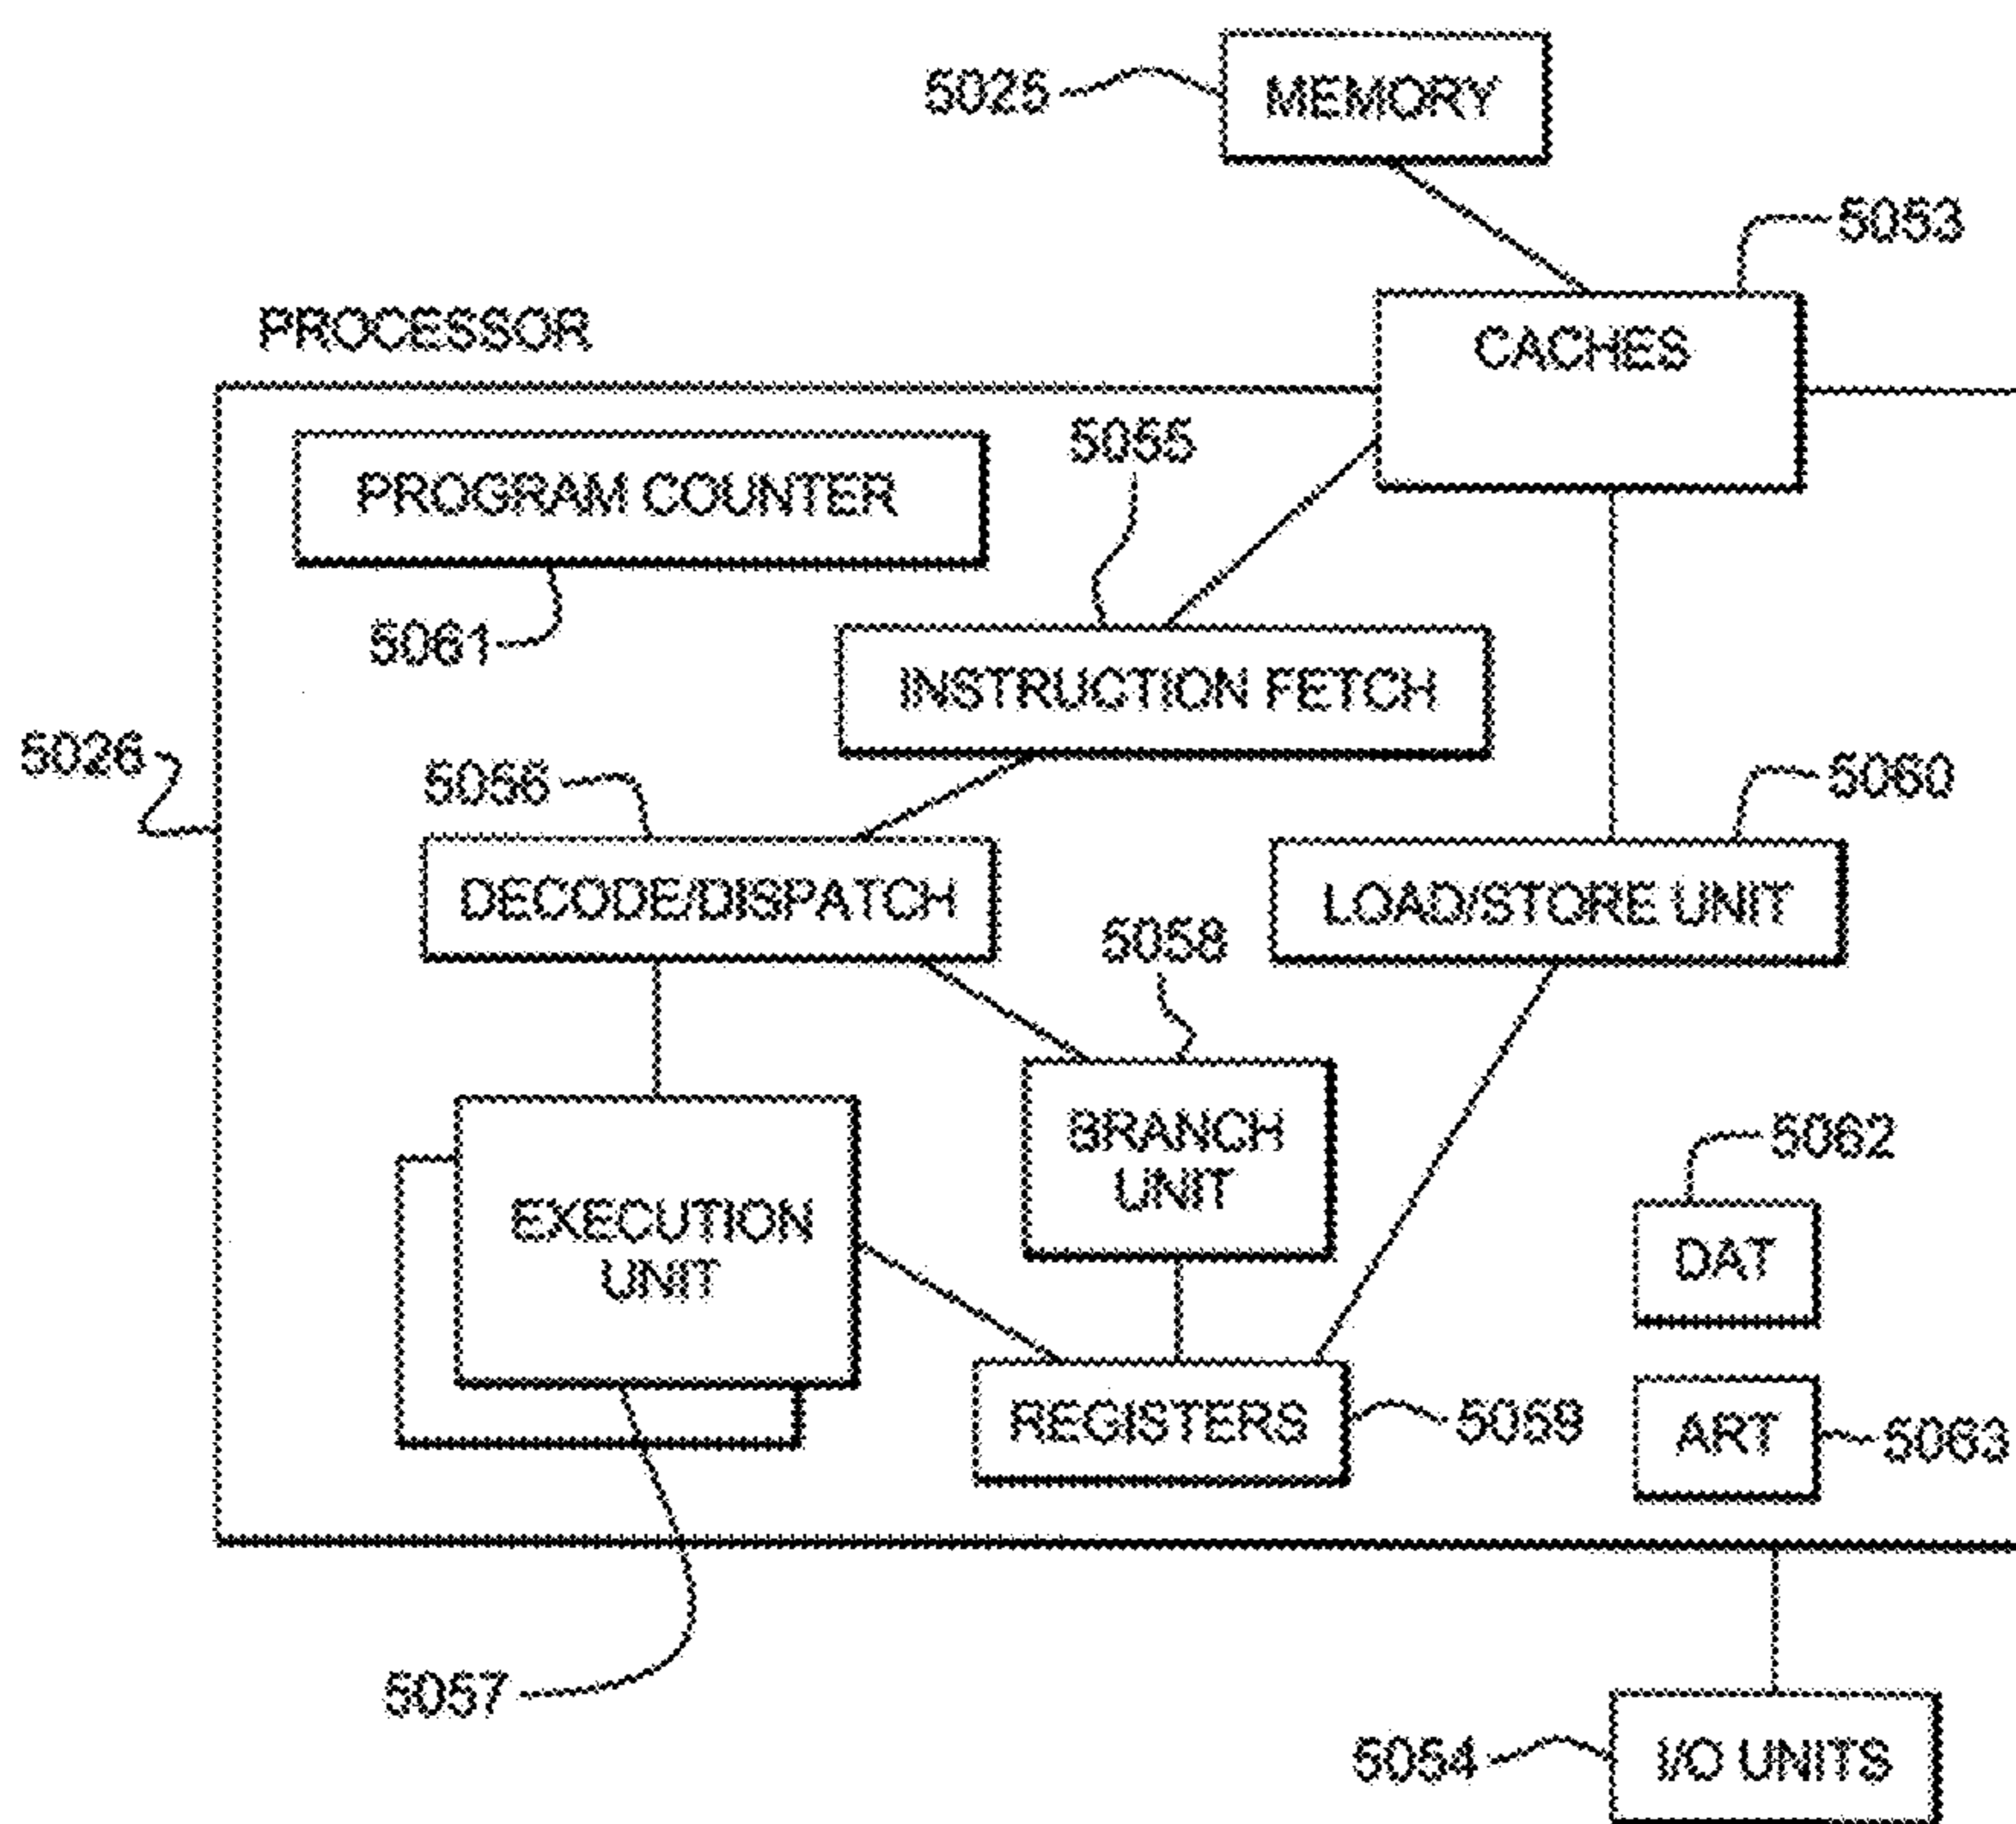 5025
MEMORY
5053
CACHES
PROCESSOR
5055
PROGRAM COUNTER
5061
INSTRUCTION FETCH
5026
5056
5060
DECODE/DISPATCH
LOAD/STORE UNIT
5058
BRANCH
UNIT
5062
EXECUTION
UNIT
DAT
REGISTERS
5059
ART
5063
5057
5054
I/O UNITS